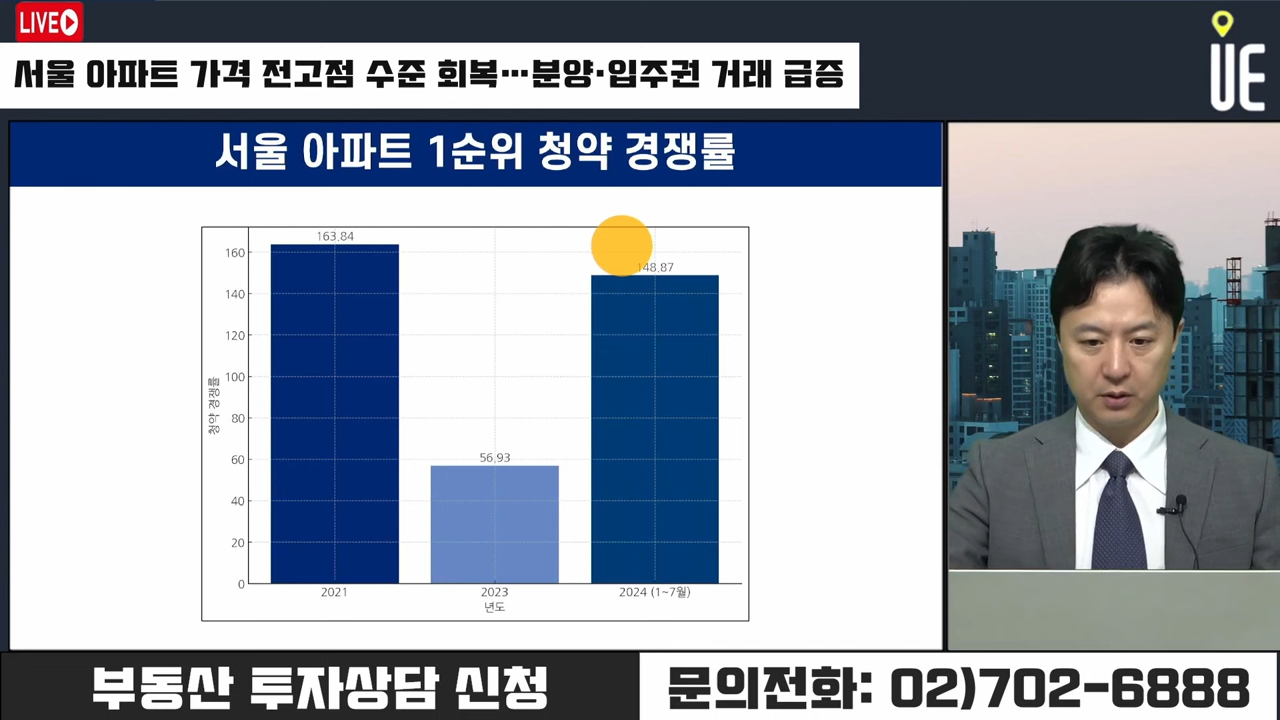 LIVE
서울 아파트 가격 전고점 수준 회복…분양·입주권 거래 급증
UE
서울 아파트 1순위 청약 경쟁률
163.84
148.87
56.93
160
140
120
100
80
60
40
20
0
청약 경쟁률
2021
2023
2024 (1~7월)
년도
부동산 투자상담 신청
문의전화: 02)702-6888